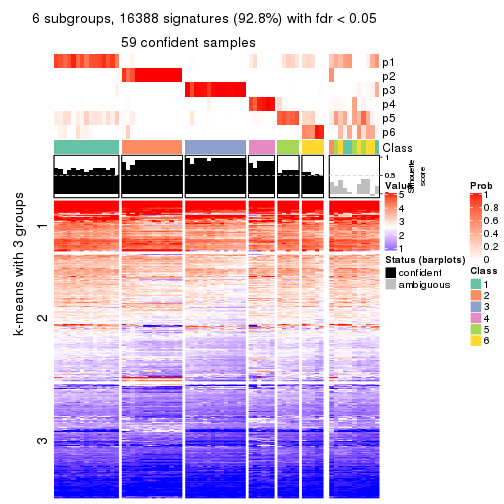 6 subgroups, 16388 signatures (92.8%) with fdr < 0.05
59 confident samples
p1
p2
p3
p4
p5
p6
Class
1
0.5
0
Silhouette
score
k-means with 3 groups
1
2
3
Value
5
4
3
2
1
Status (barplots)
confident
ambiguous
Prob
1
0.8
0.6
0.4
0.2
0
Class
1
2
3
4
5
6